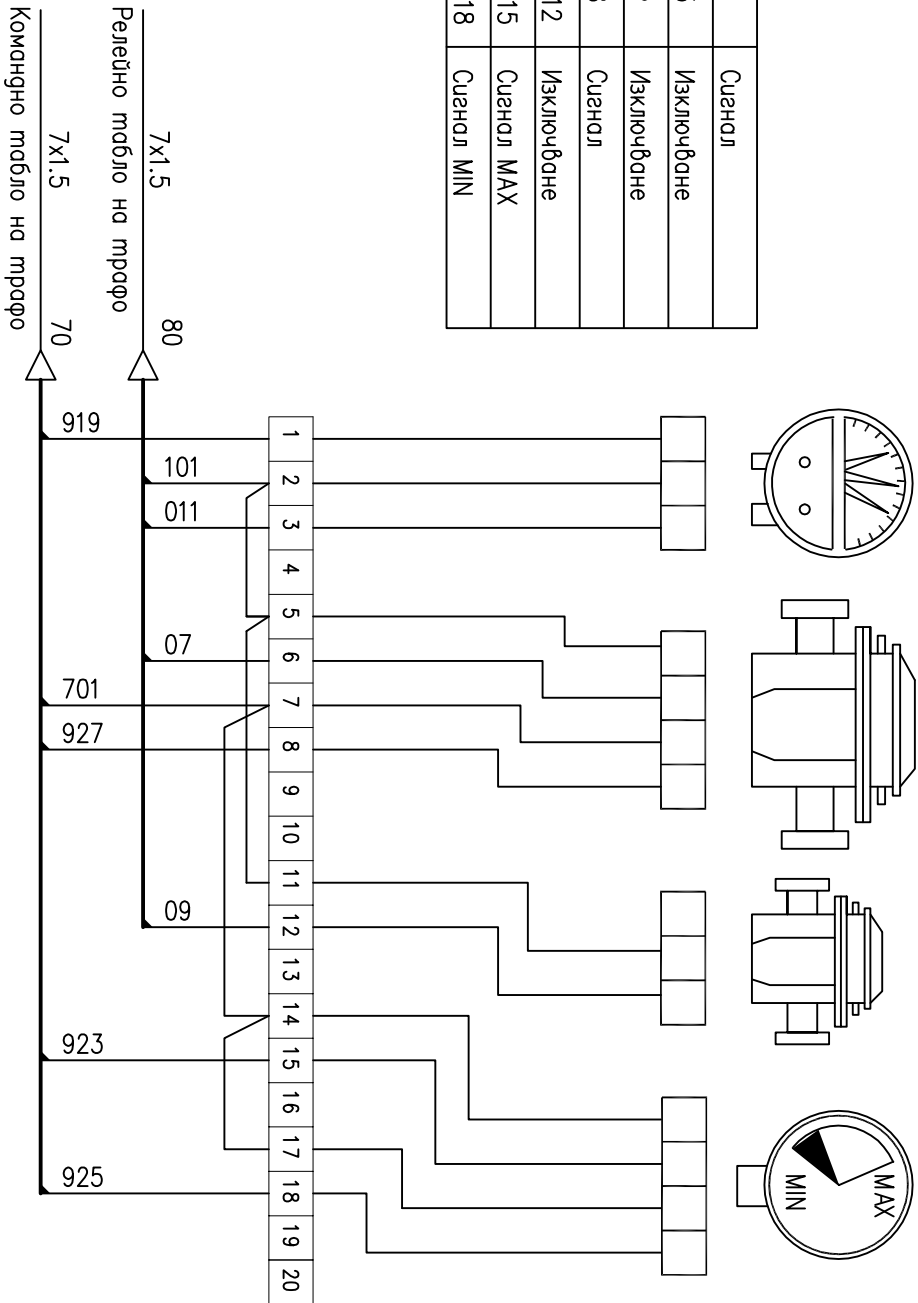 Сигнал
Изключване
Изключване
Сигнал
12 Изключване
15 Сигнал MAX
18 Сигнал MIN
MAX
MIN
1 2 3 4 5 6 7 8 9 10 11 12 13 14 15 16 17 18 19 20
7x1.5
80
Релейно табло на трафо
101
011
07
09
7x1.5
70
Командно табло на трафо
919
701
927
923
925